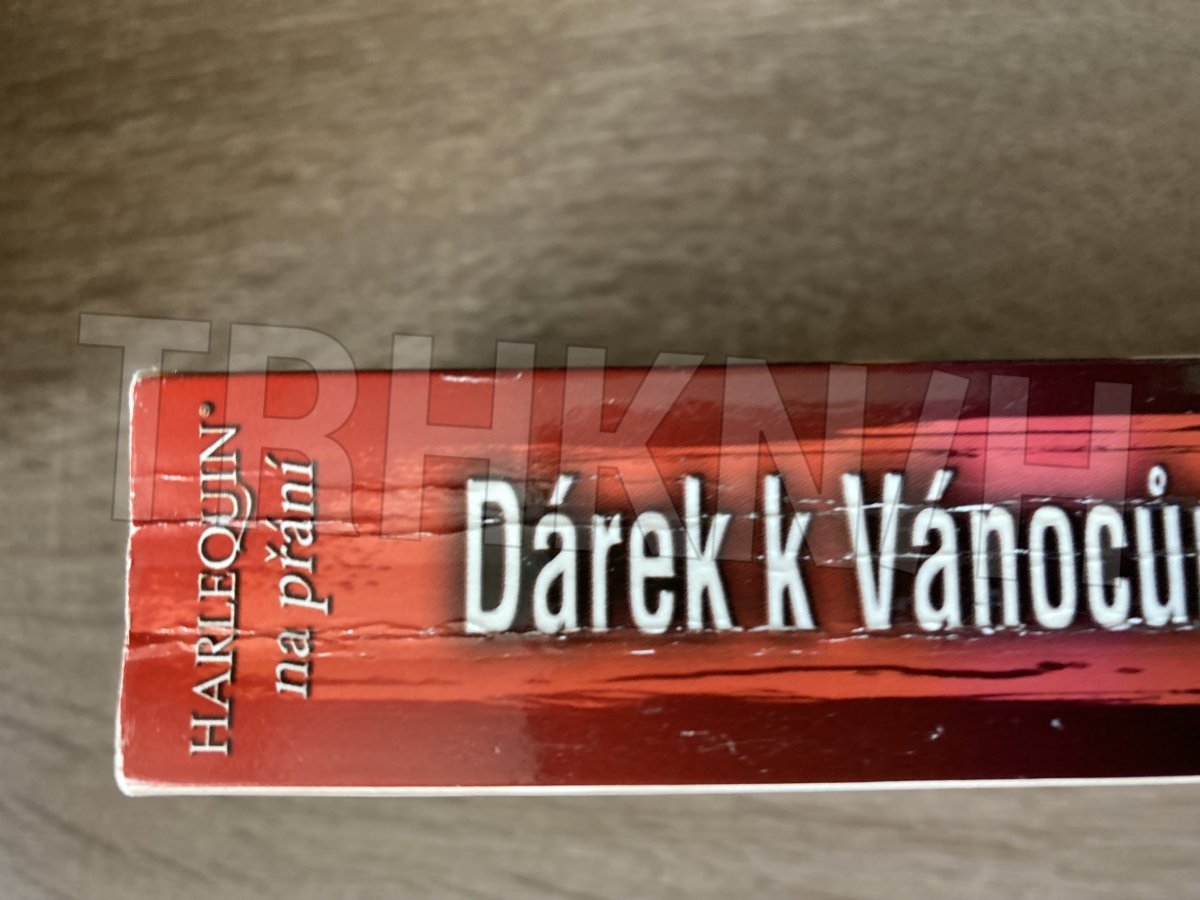 HARLEQUIN®
na přání
Dárek k Vánocům